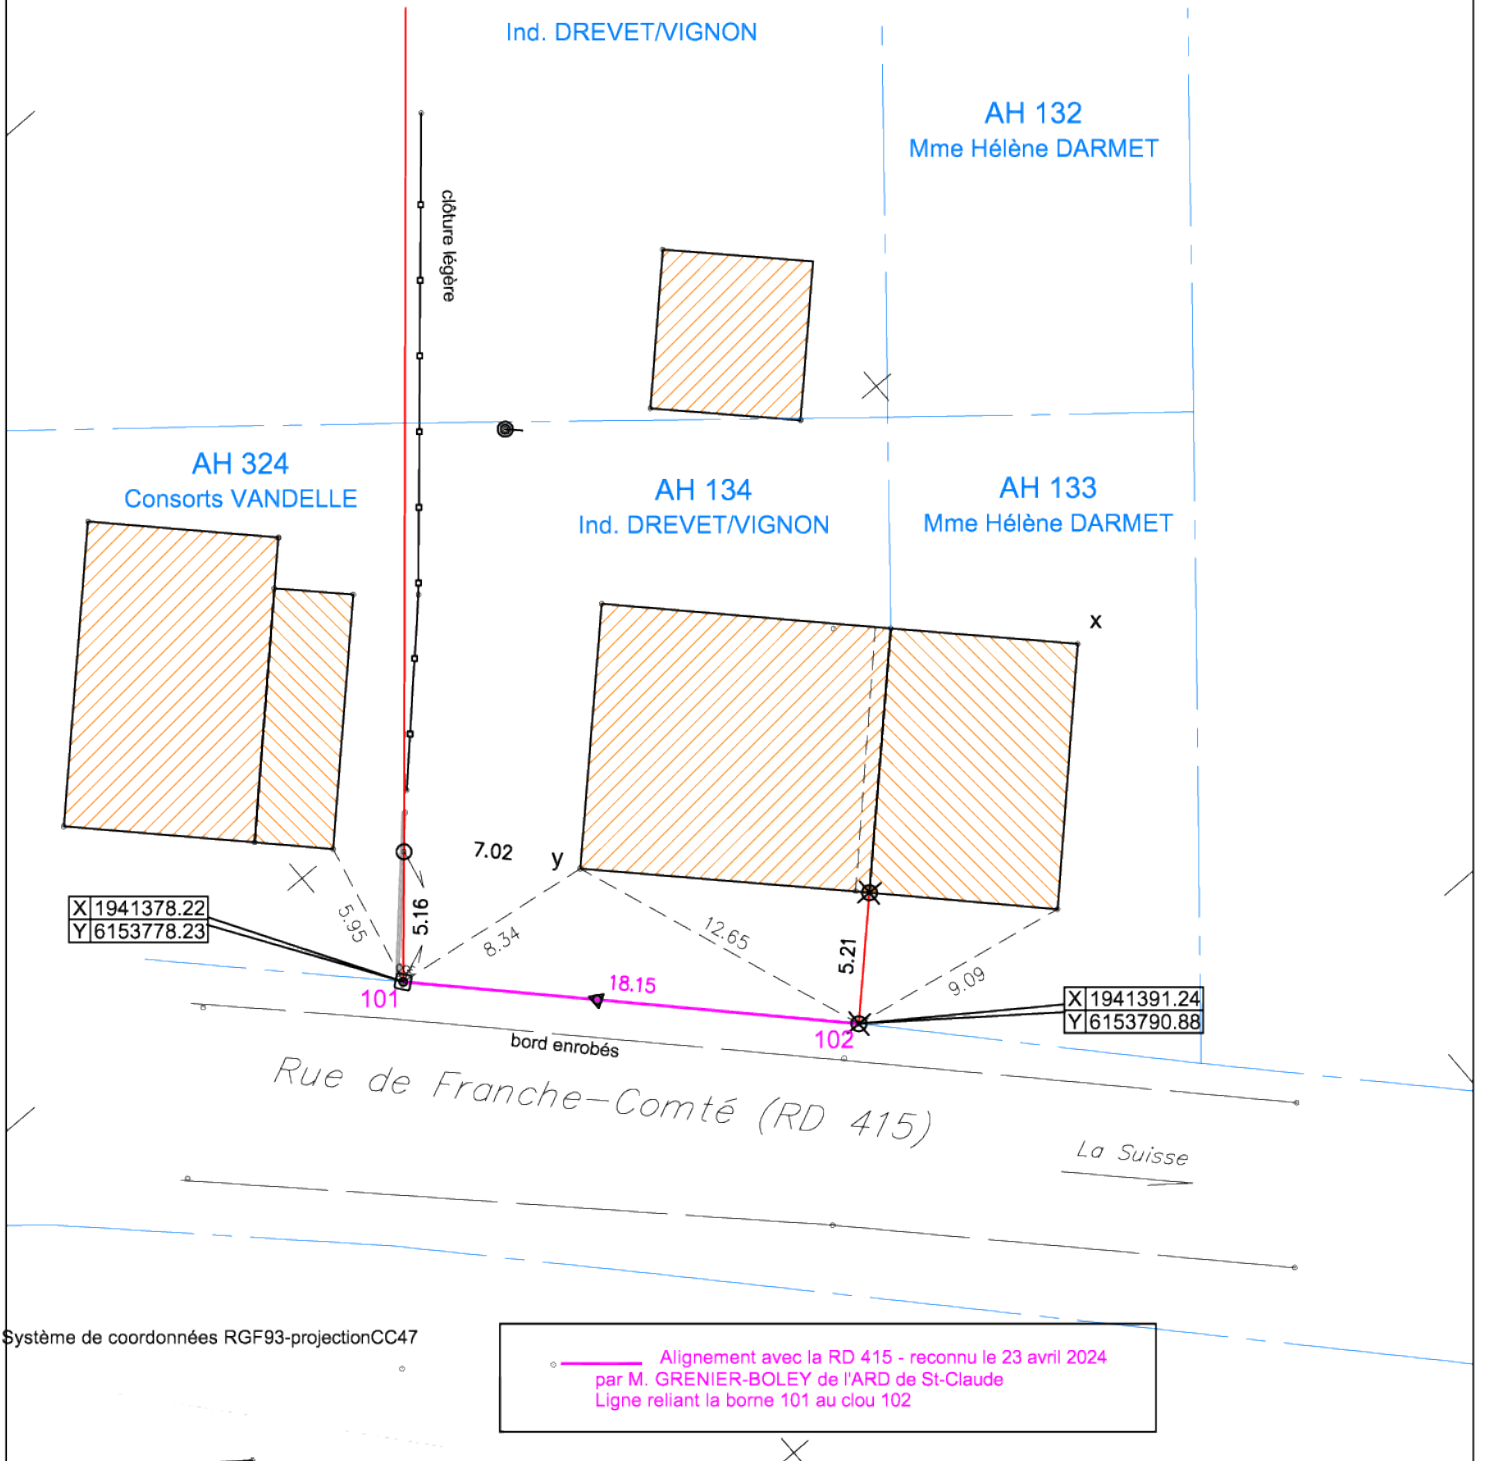 Ind. DREVET/VIGNON
AH 132
Mme Hélène DARMET
clôture légère
AH 324
Consorts VANDELLE
AH 134
Ind. DREVET/VIGNON
AH 133
Mme Hélène DARMET
x
7.02
y
5.95
5.16
8.34
12.65
5.21
9.09
X 1941378.22
Y 6153778.23
101
18.15
102
X 1941391.24
Y 6153790.88
bord enrobés
Rue de Franche-Comté (RD 415)
La Suisse
Système de coordonnées RGF93-projectionCC47
Alignement avec la RD 415 - reconnu le 23 avril 2024
par M. GRENIER-BOLEY de l'ARD de St-Claude
Ligne reliant la borne 101 au clou 102